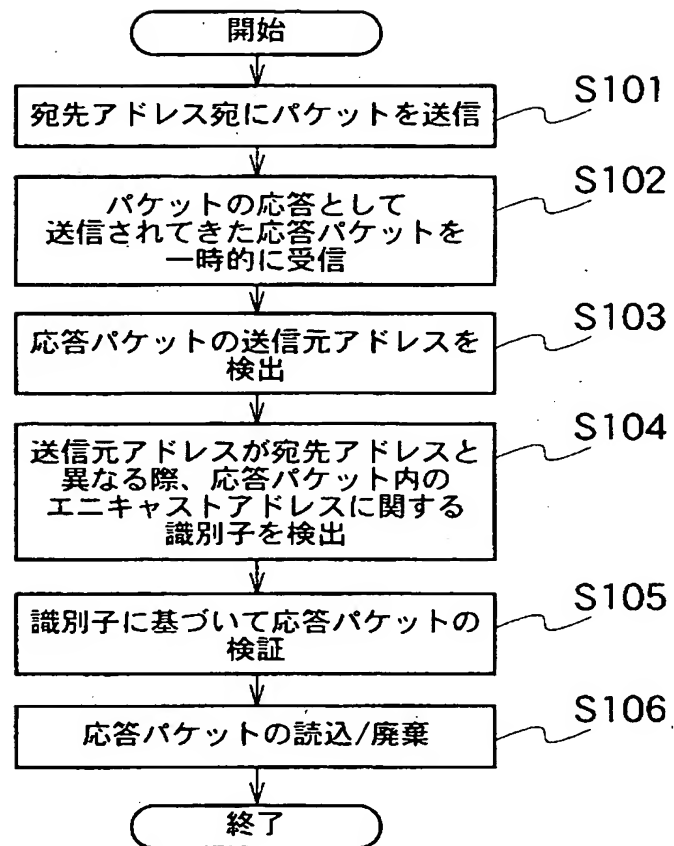 開始
宛先アドレス宛にパケットを送信
S101
パケットの応答として
送信されてきた応答パケットを
一時的に受信
S102
応答パケットの送信元アドレスを
検出
S103
送信元アドレスが宛先アドレスと
異なる際、応答パケット内の
エニキャストアドレスに関する
識別子を検出
S104
識別子に基づいて応答パケットの
検証
S105
応答パケットの読込/廃棄
S106
終了